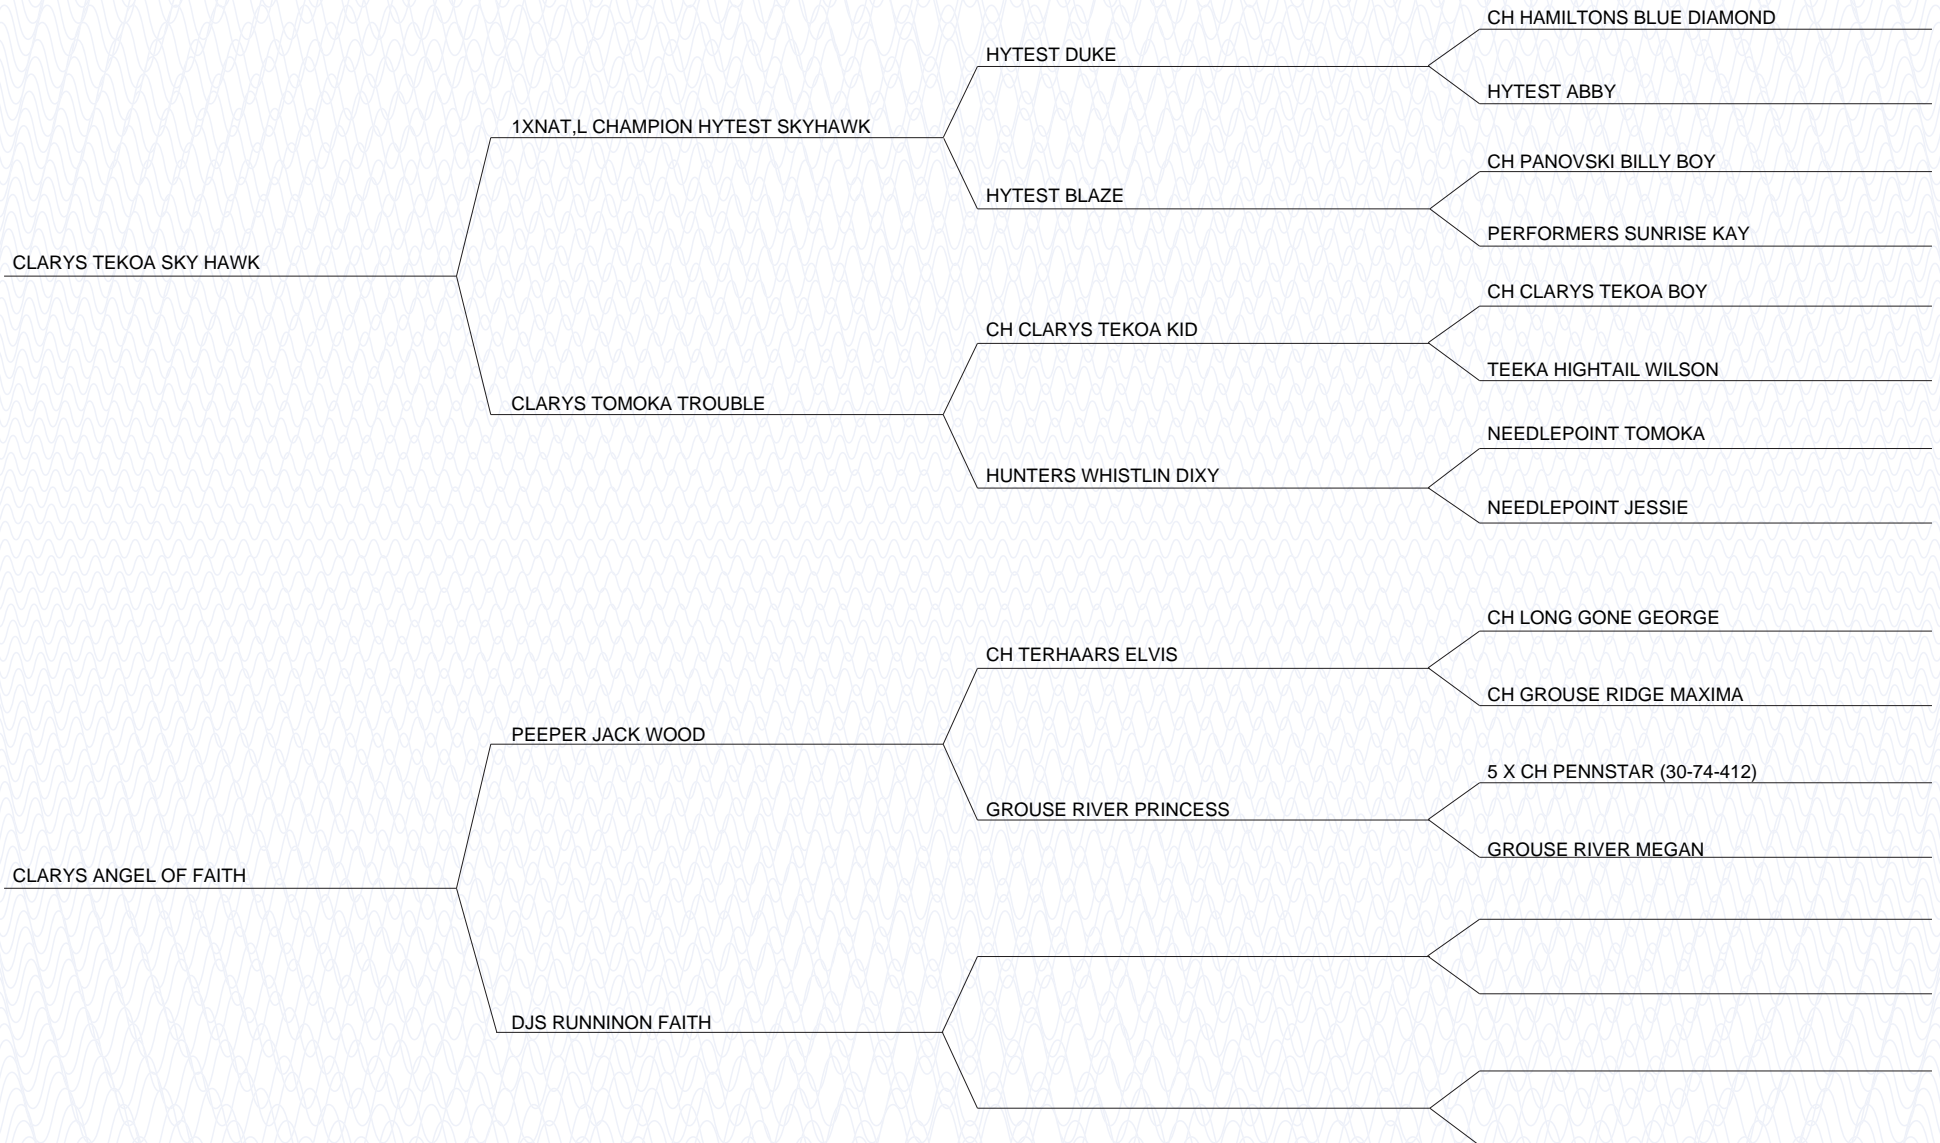 CH HAMILTONS BLUE DIAMOND
HYTEST DUKE
HYTEST ABBY
1XNAT,L CHAMPION HYTEST SKYHAWK
CH PANOVSKI BILLY BOY
HYTEST BLAZE
PERFORMERS SUNRISE KAY
CLARYS TEKOA SKY HAWK
CH CLARYS TEKOA BOY
CH CLARYS TEKOA KID
TEEKA HIGHTAIL WILSON
CLARYS TOMOKA TROUBLE
NEEDLEPOINT TOMOKA
HUNTERS WHISTLIN DIXY
NEEDLEPOINT JESSIE
CH LONG GONE GEORGE
CH TERHAARS ELVIS
CH GROUSE RIDGE MAXIMA
PEEPER JACK WOOD
5 X CH PENNSTAR (30-74-412)
GROUSE RIVER PRINCESS
GROUSE RIVER MEGAN
CLARYS ANGEL OF FAITH
DJS RUNNINON FAITH